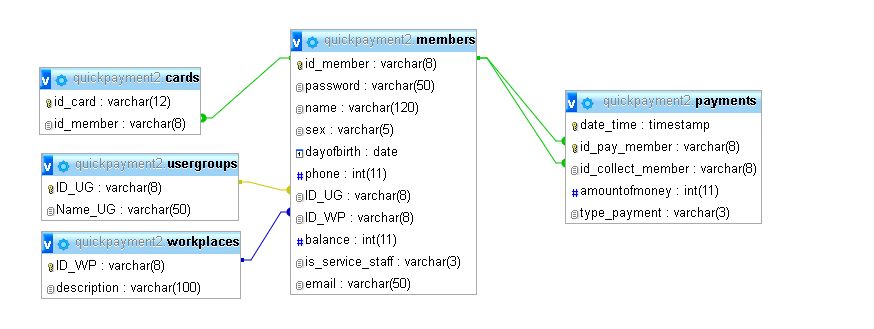 quickpayment2.cards
id_card : varchar(12)
id_member : varchar(8)
quickpayment2.usergroups
ID_UG : varchar(8)
Name_UG : varchar(50)
quickpayment2.workplaces
ID_WP : varchar(8)
description : varchar(100)
quickpayment2.members
id_member : varchar(8)
password : varchar(50)
name : varchar(120)
sex : varchar(5)
dayofbirth : date
# phone : int(11)
ID_UG : varchar(8)
ID_WP : varchar(8)
# balance : int(11)
is_service_staff : varchar(3)
email : varchar(50)
quickpayment2.payments
date_time : timestamp
id_pay_member : varchar(8)
id_collect_member : varchar(8)
# amountofmoney : int(11)
type_payment : varchar(3)